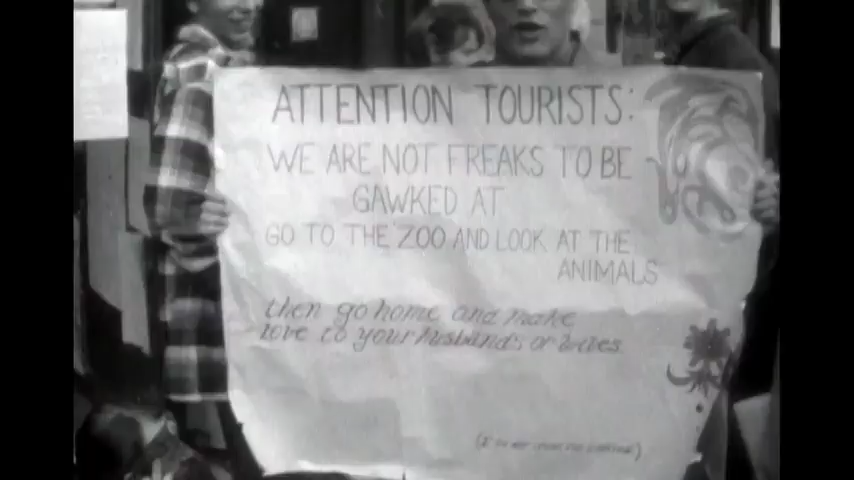 ATTENTION TOURISTS:
WE ARE NOT FREAKS TO BE
GAWKED AT
GO TO THE ZOO AND LOOK AT THE
ANIMALS
then go home and make
love to your husbands or wives